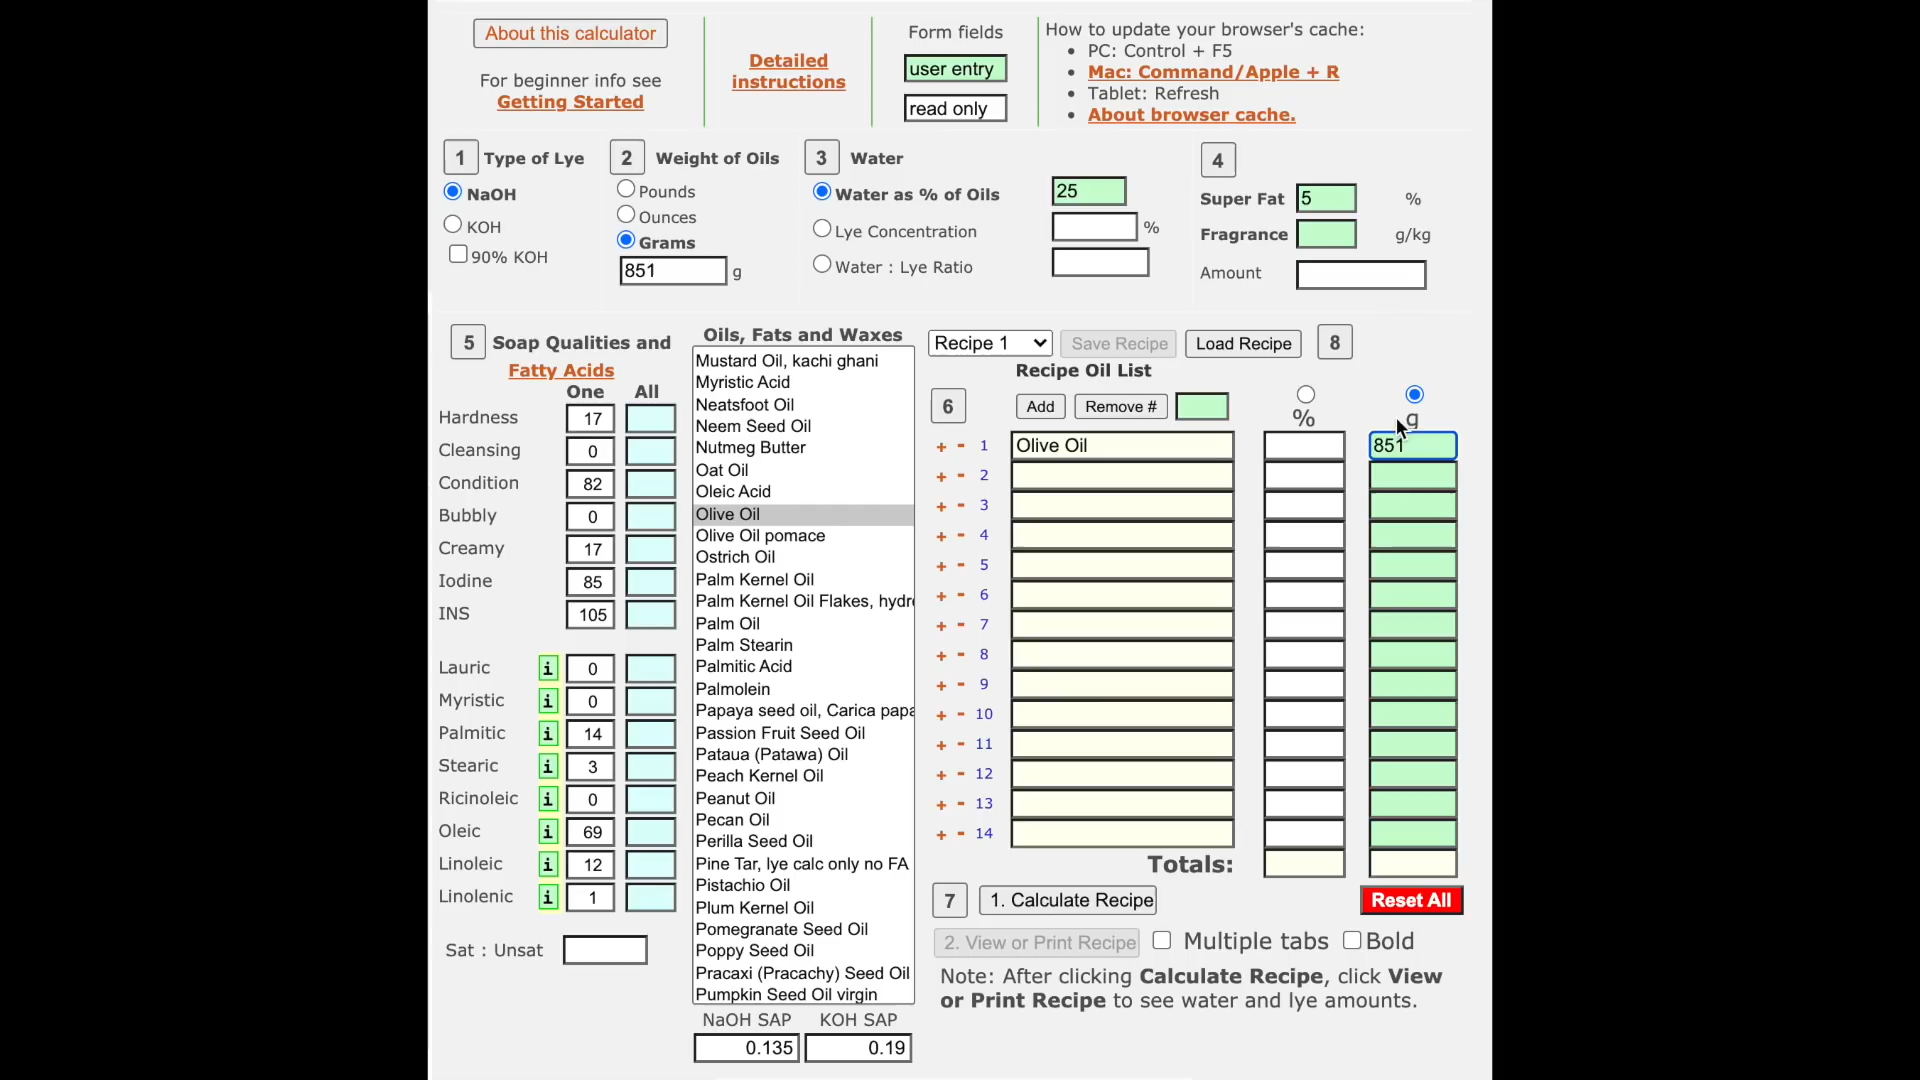 About this calculator
For beginner info see
Getting Started
Detailed
instructions
Form fields
user entry
read only
How to update your browser's cache:
• PC: Control + F5
• Mac: Command/Apple + R
• Tablet: Refresh
• About browser cache.
1 Type of Lye
NaOH
KOH
90% KOH
2 Weight of Oils
Pounds
Ounces
Grams
851 g
3 Water
Water as % of Oils 25
Lye Concentration %
Water : Lye Ratio
4
Super Fat 5 %
Fragrance g/kg
Amount
5 Soap Qualities and
Fatty Acids
One All
Hardness 17
Cleansing 0
Condition 82
Bubbly 0
Creamy 17
Iodine 85
INS 105
Lauric i 0
Myristic i 0
Palmitic i 14
Stearic i 3
Ricinoleic i 0
Oleic i 69
Linoleic i 12
Linolenic i 1
Sat : Unsat
Oils, Fats and Waxes
Mustard Oil, kachi ghani
Myristic Acid
Neatsfoot Oil
Neem Seed Oil
Nutmeg Butter
Oat Oil
Oleic Acid
Olive Oil
Olive Oil pomace
Ostrich Oil
Palm Kernel Oil
Palm Kernel Oil Flakes, hydr
Palm Oil
Palm Stearin
Palmitic Acid
Palmolein
Papaya seed oil, Carica papa
Passion Fruit Seed Oil
Pataua (Patawa) Oil
Peach Kernel Oil
Peanut Oil
Pecan Oil
Perilla Seed Oil
Pine Tar, lye calc only no FA
Pistachio Oil
Plum Kernel Oil
Pomegranate Seed Oil
Poppy Seed Oil
Pracaxi (Pracachy) Seed Oil
Pumpkin Seed Oil virgin
NaOH SAP KOH SAP
0.135 0.19
Recipe 1 Save Recipe Load Recipe 8
Recipe Oil List
6 Add Remove # % g
+ - 1 Olive Oil 851
+ - 2
+ - 3
+ - 4
+ - 5
+ - 6
+ - 7
+ - 8
+ - 9
+ - 10
+ - 11
+ - 12
+ - 13
+ - 14
Totals:
7 1. Calculate Recipe Reset All
2. View or Print Recipe Multiple tabs Bold
Note: After clicking Calculate Recipe, click View
or Print Recipe to see water and lye amounts.